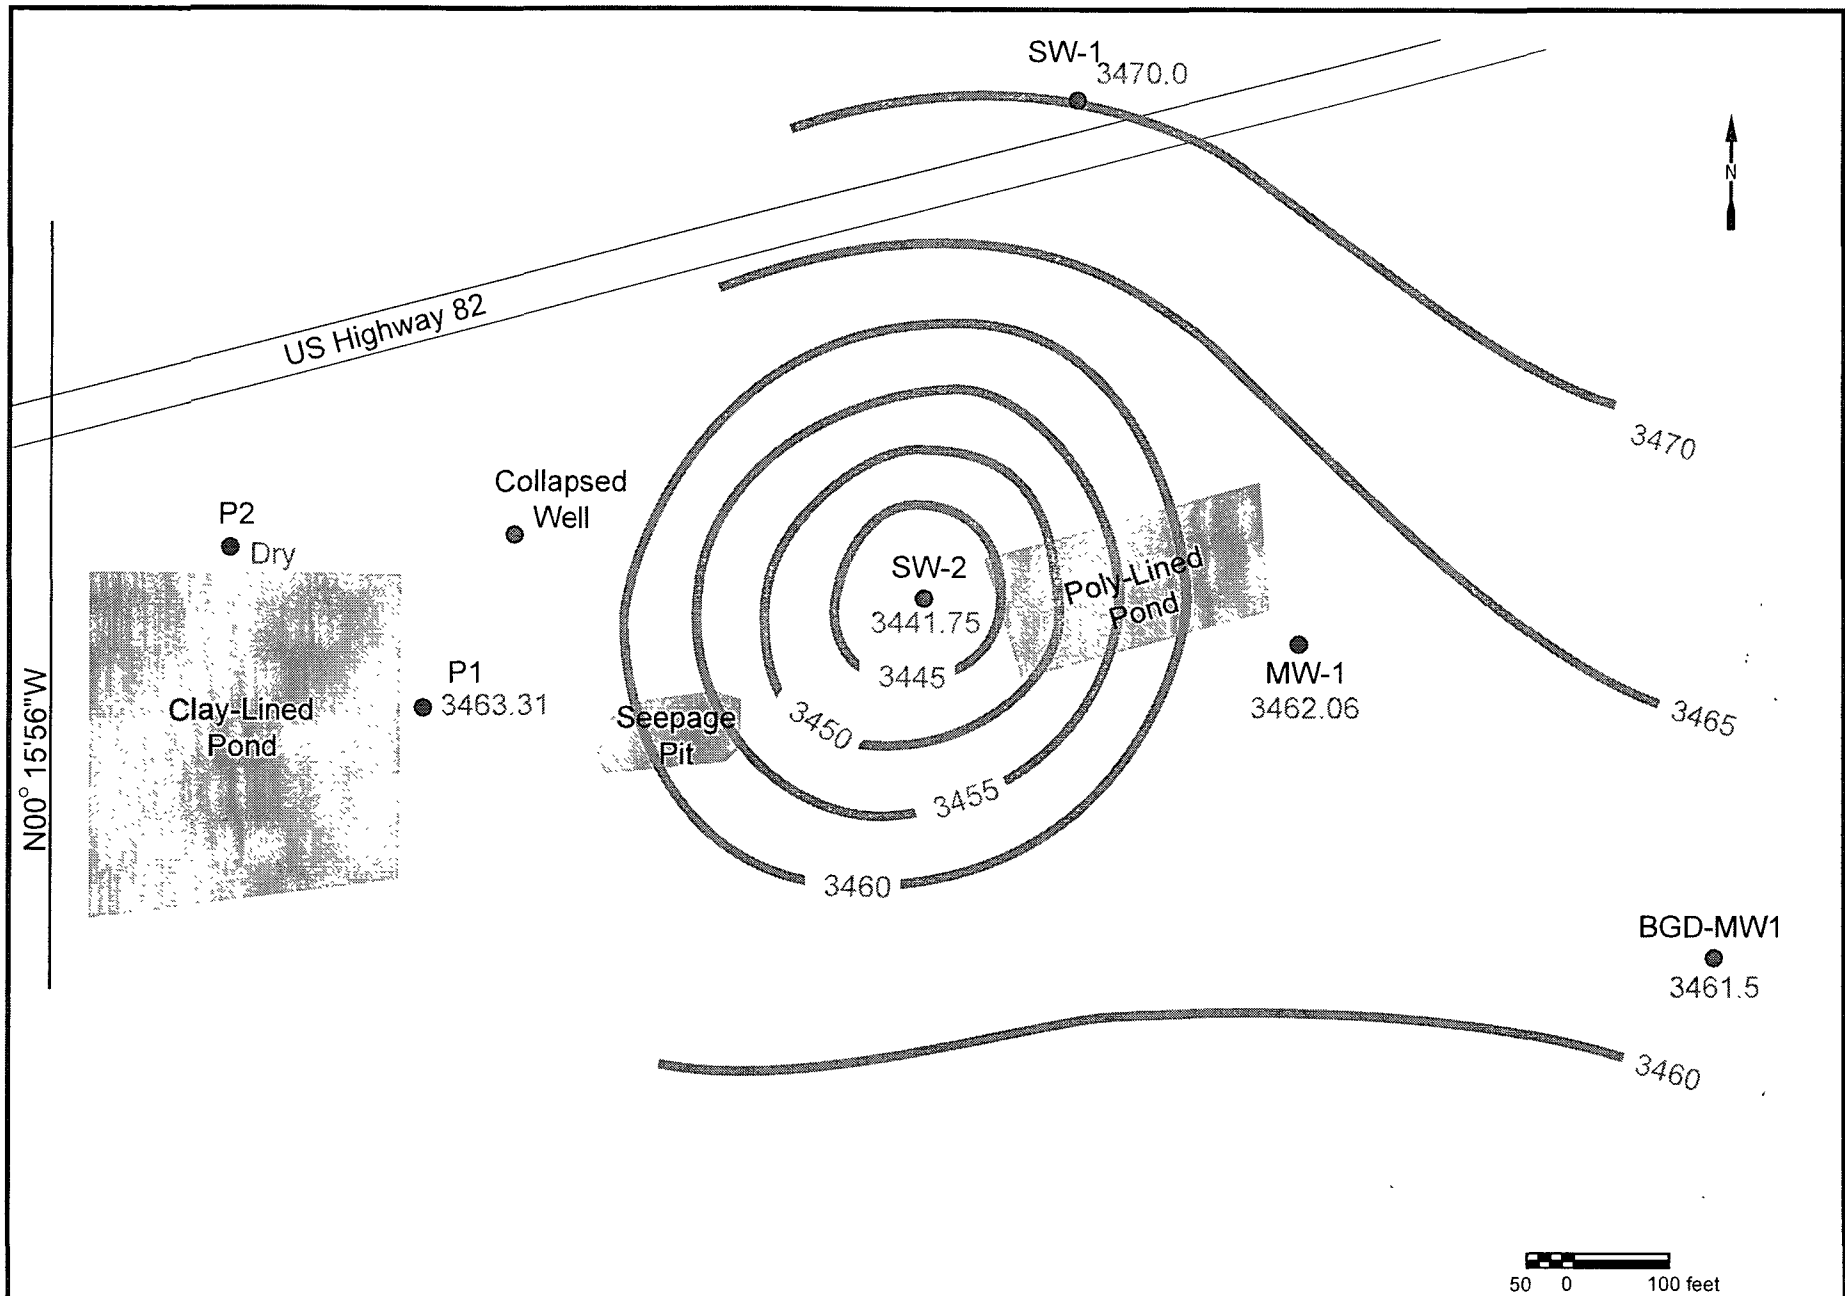 SW-1
3470.0
N
US Highway 82
3470
Collapsed
Well
P2
Dry
SW-2
3441.75
Poly-Lined
Pond
3445
MW-1
3462.06
P1
3463.31
Clay-Lined
Pond
Seepage
Pit
3450
3465
3455
3460
N00° 15'56"W
BGD-MW1
3461.5
3460
50 0 100 feet